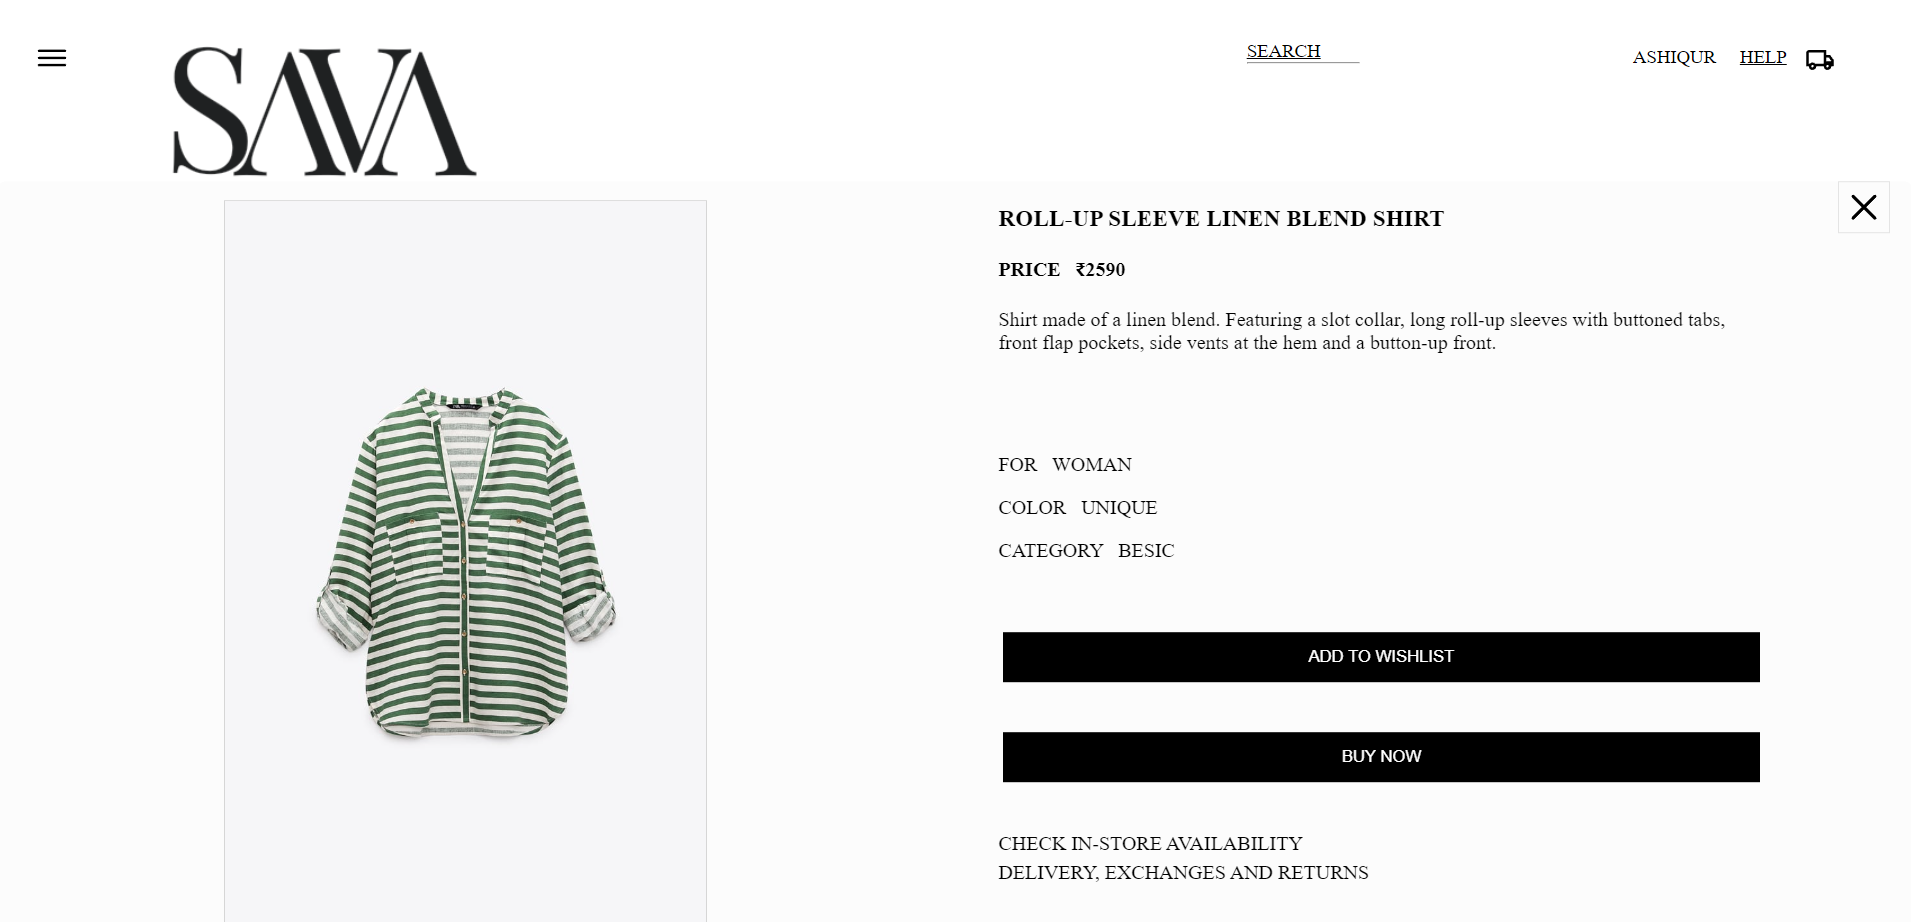 SAVA
SEARCH
ASHIQUR HELP
ROLL-UP SLEEVE LINEN BLEND SHIRT
PRICE ₹2590
Shirt made of a linen blend. Featuring a slot collar, long roll-up sleeves with buttoned tabs,
front flap pockets, side vents at the hem and a button-up front.
FOR WOMAN
COLOR UNIQUE
CATEGORY BESIC
ADD TO WISHLIST
BUY NOW
CHECK IN-STORE AVAILABILITY
DELIVERY, EXCHANGES AND RETURNS